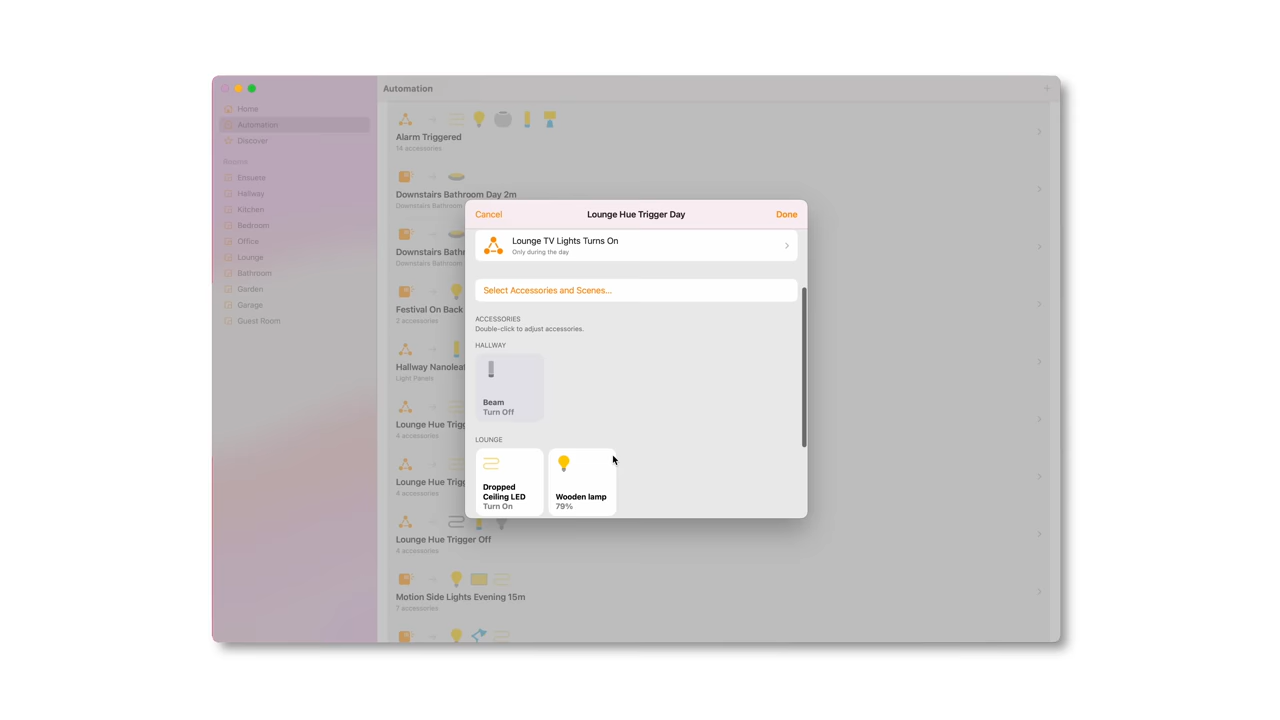 Automation
Home
Automation
Discover
Rooms
Ensuete
Hallway
Kitchen
Bedroom
Office
Lounge
Bathroom
Garden
Garage
Guest Room
Alarm Triggered
14 accessories
Downstairs Bathroom Day 2m
Downstairs Bathroom
Downstairs Bath
Downstairs Bathroom
Festival On Back
2 accessories
Hallway Nanoleaf
Light Panels
Lounge Hue Trigg
4 accessories
Lounge Hue Trigg
4 accessories
Lounge Hue Trigger Off
4 accessories
Motion Side Lights Evening 15m
7 accessories
Cancel
Lounge Hue Trigger Day
Done
Lounge TV Lights Turns On
Only during the day
Select Accessories and Scenes...
ACCESSORIES
Double-click to adjust accessories.
HALLWAY
Beam
Turn Off
LOUNGE
Dropped
Ceiling LED
Turn On
Wooden lamp
79%